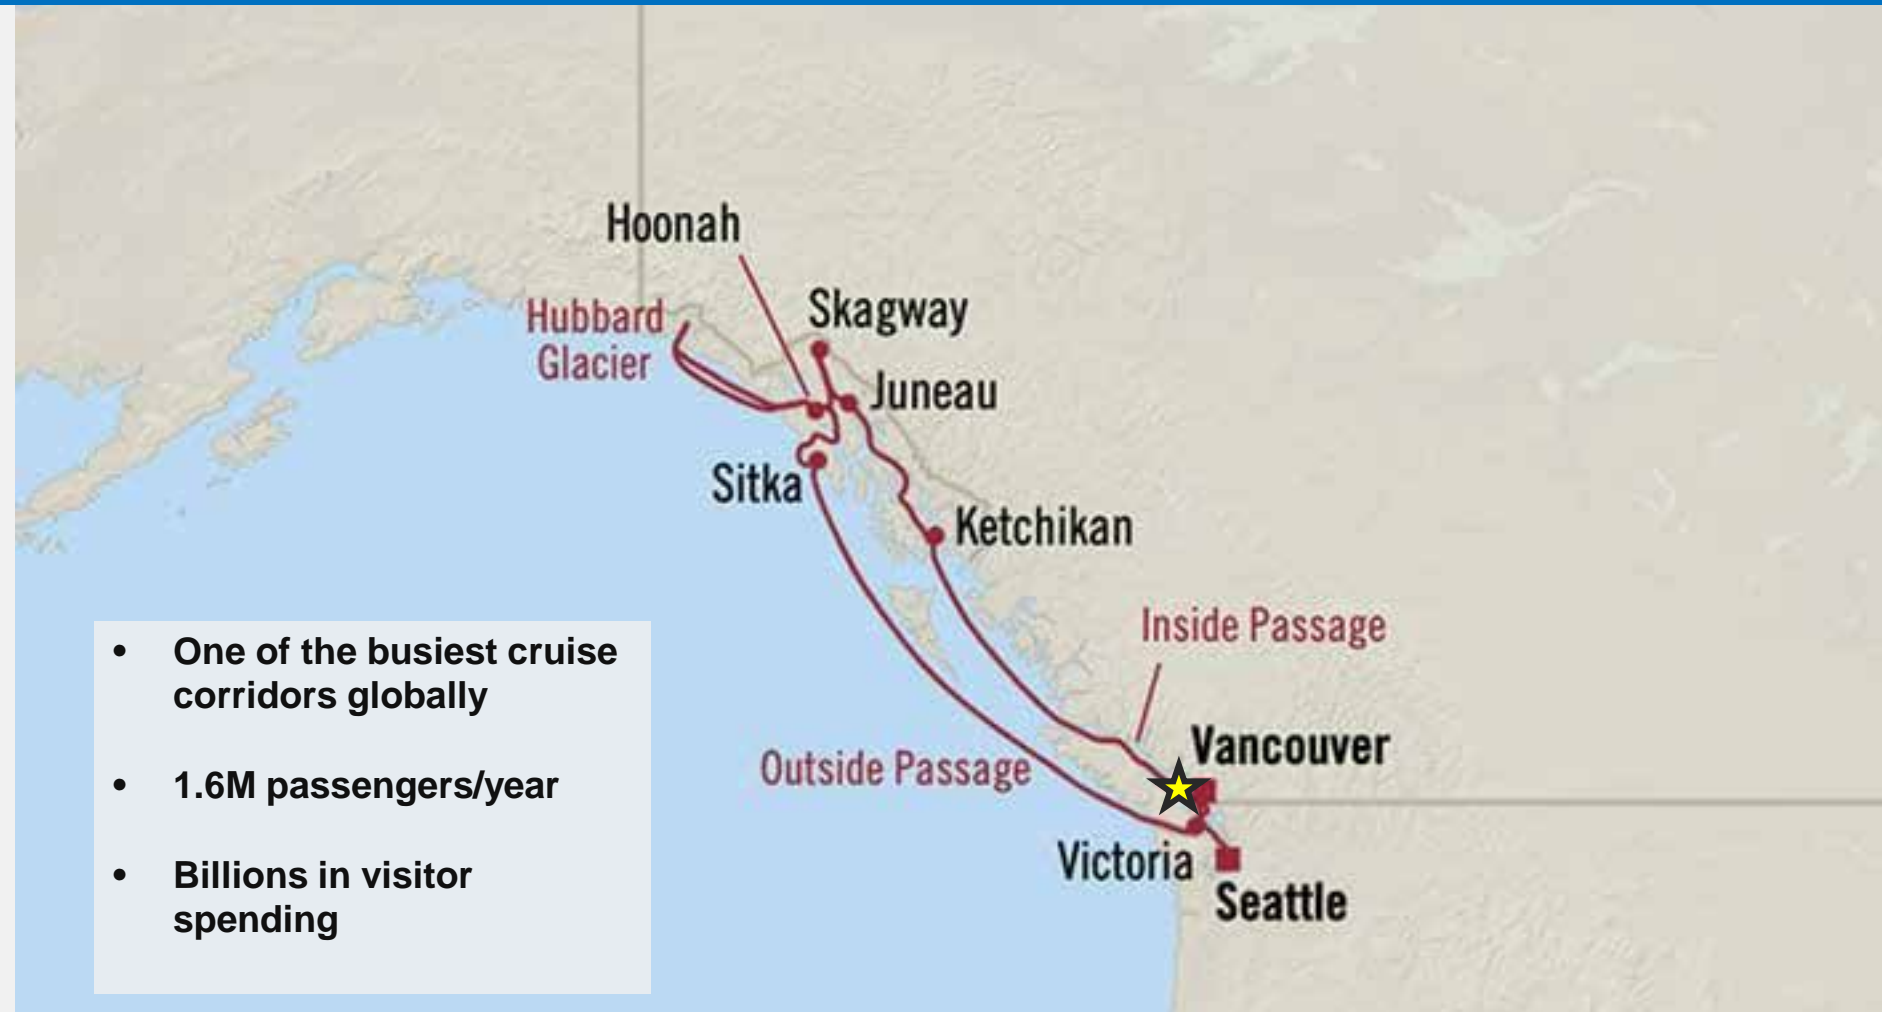 Hoonah
Skagway
Hubbard
Glacier
Juneau
Sitka
Ketchikan
Inside Passage
Vancouver
Outside Passage
Victoria
Seattle
• One of the busiest cruise
corridors globally
• 1.6M passengers/year
• Billions in visitor
spending